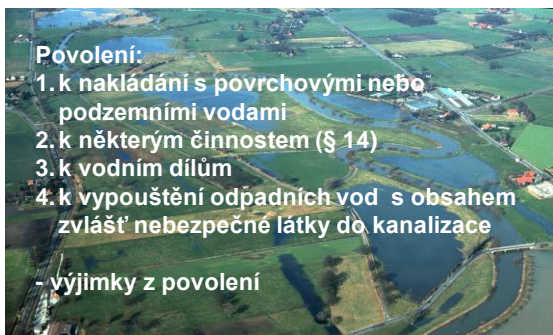 Povolení:
1. k nakládání s povrchovými nebo
podzemními vodami
2. k některým činnostem (§ 14)
3. k vodním dílům
4. k vypouštění odpadních vod s obsahem
zvlášť nebezpečné látky do kanalizace
- výjimky z povolení